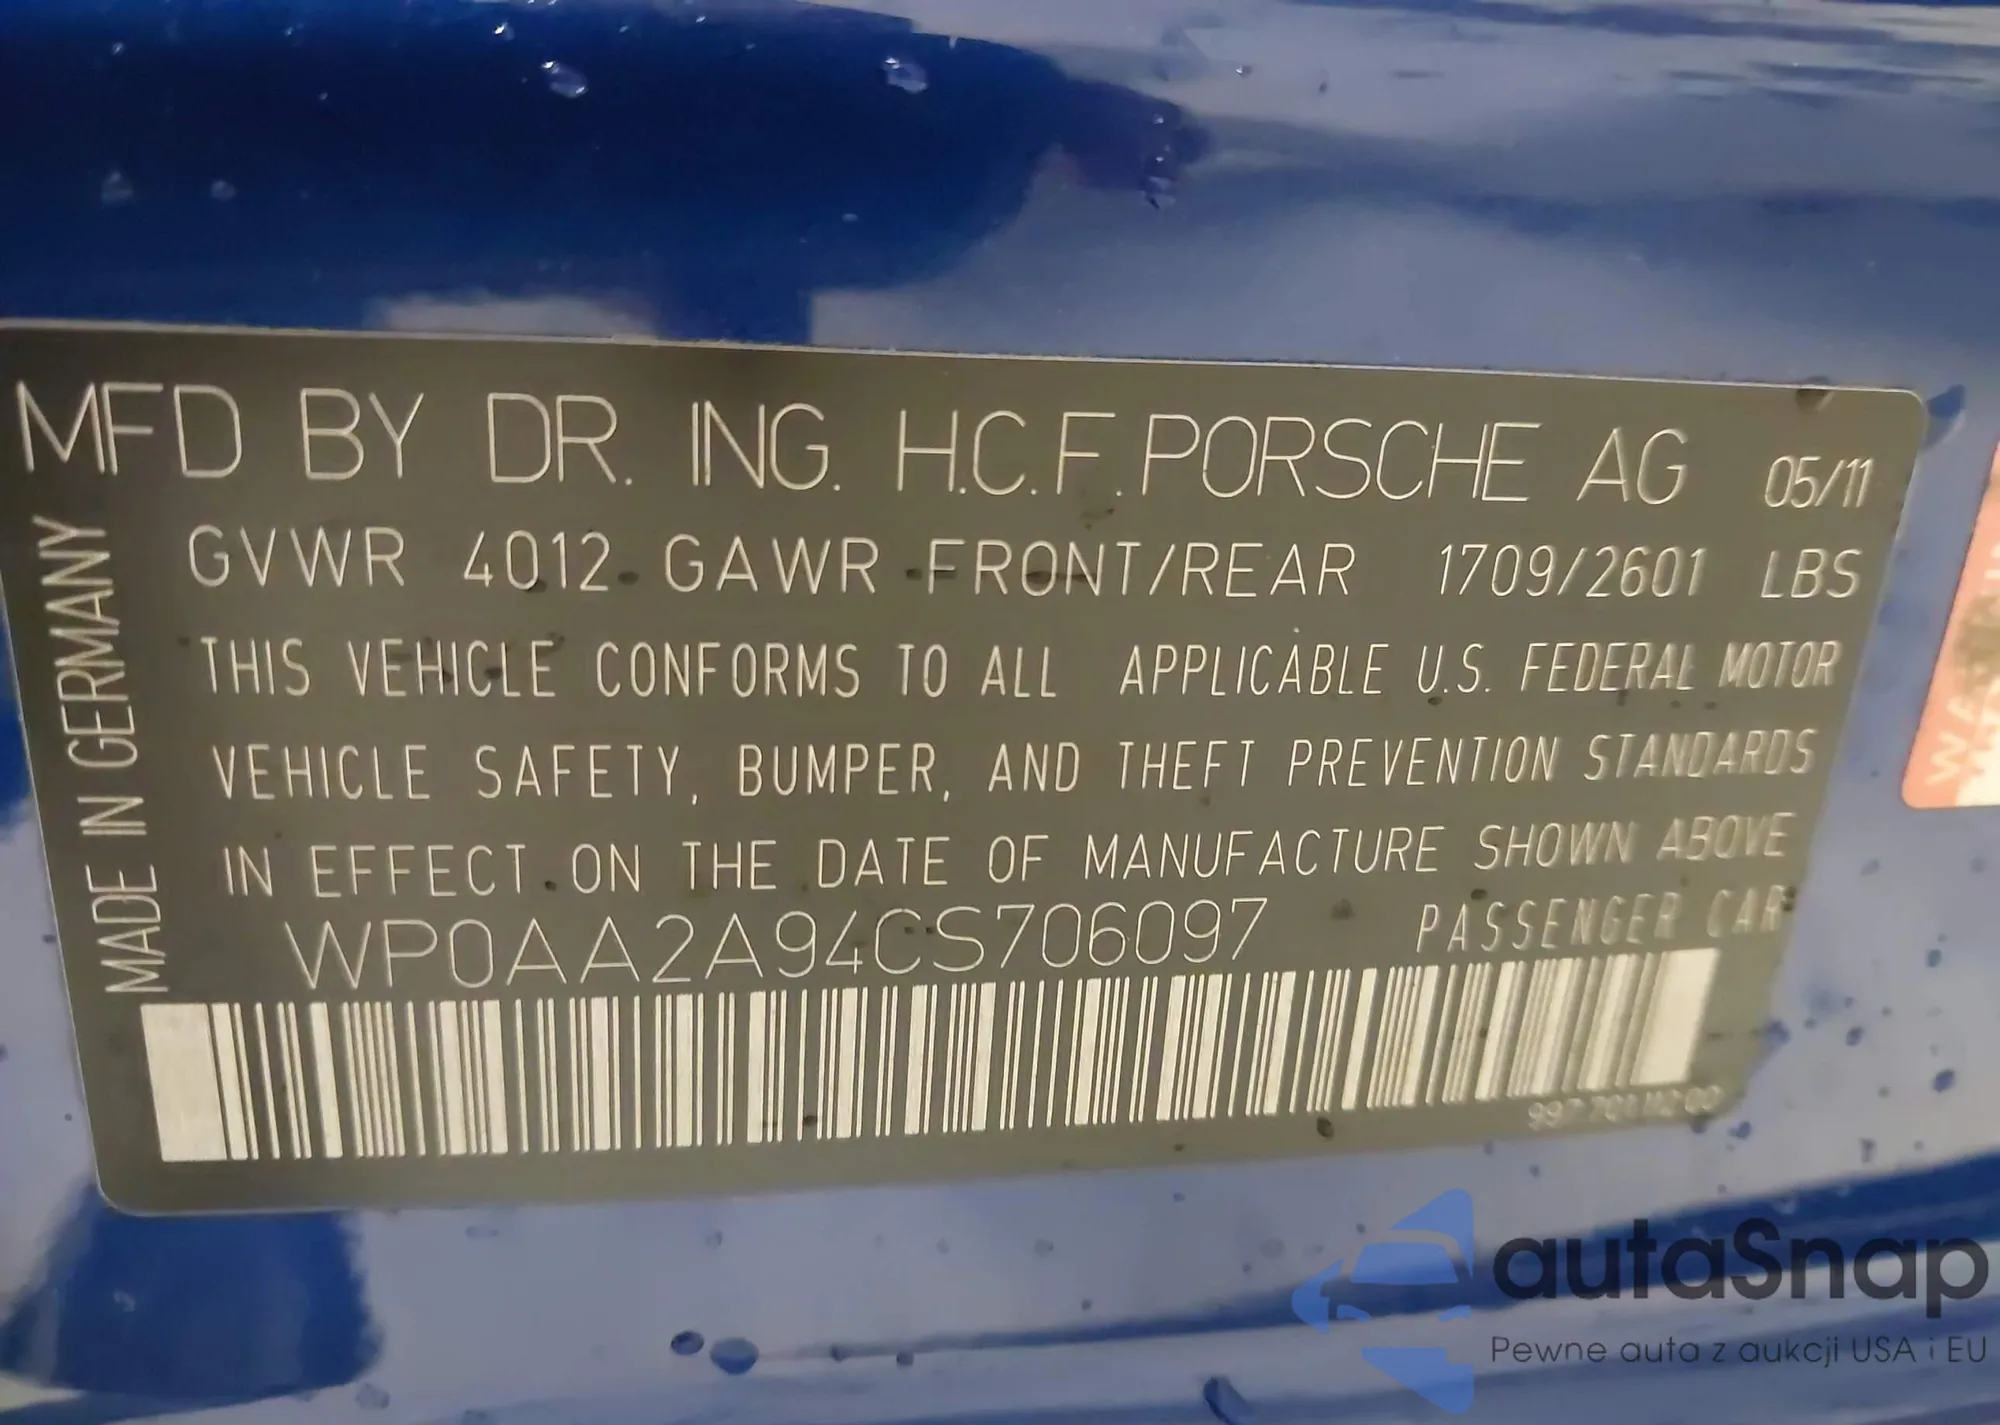 MFD BY DR. ING. H.C.F.PORSCHE AG 05/11
GVWR 4012 GAWR FRONT/REAR 1709/2601 LBS
THIS VEHICLE CONFORMS TO ALL APPLICABLE U.S. FEDERAL MOTOR
VEHICLE SAFETY, BUMPER, AND THEFT PREVENTION STANDARDS
IN EFFECT ON THE DATE OF MANUFACTURE SHOWN ABOVE
WP0AA2A94CS706097 PASSENGER CAR
MADE IN GERMANY
autaSnap
Pewne auta z aukcji USA i EU